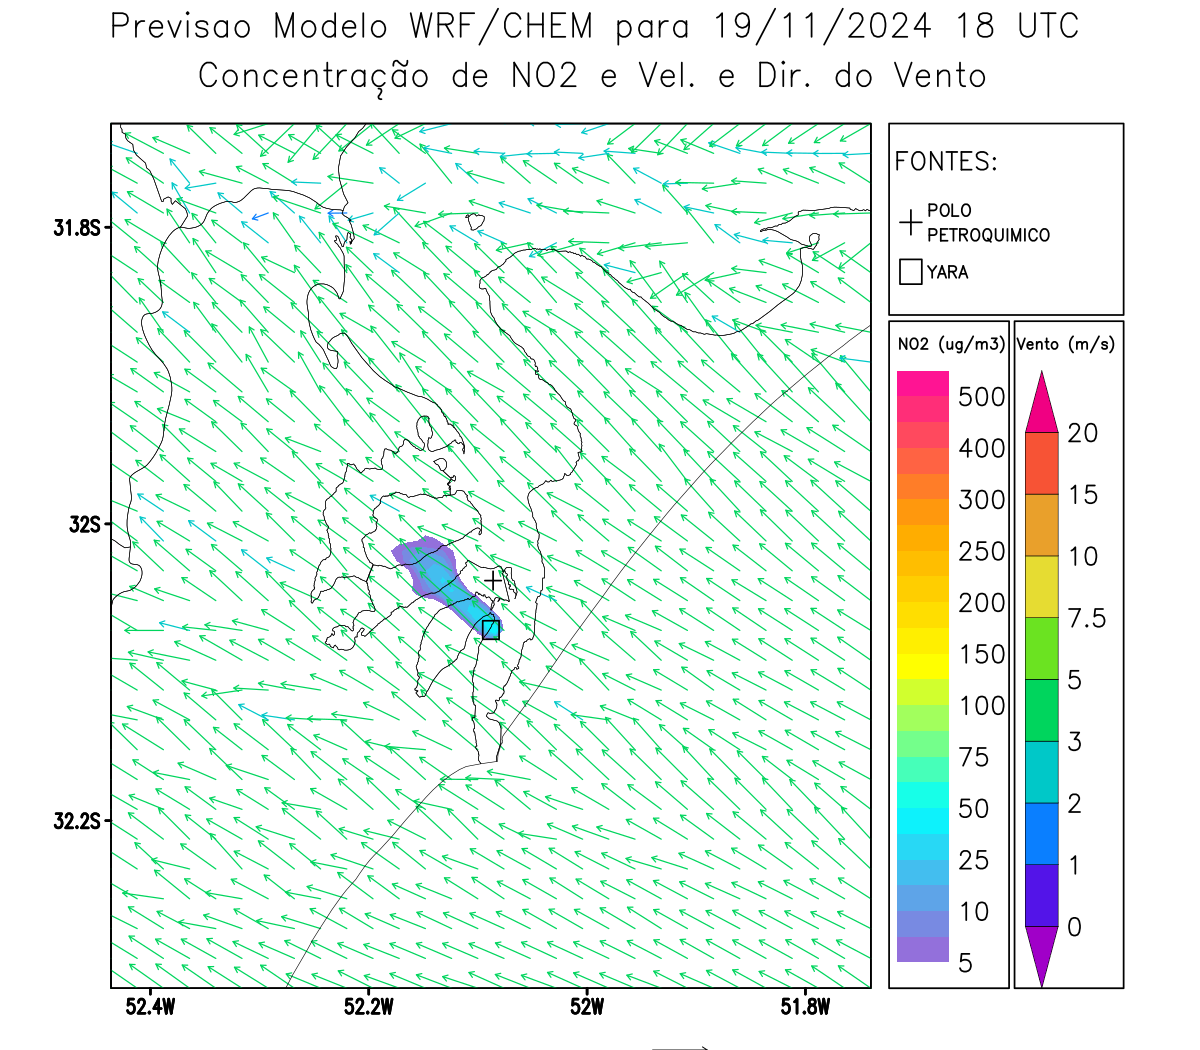 Previsao Modelo WRF/CHEM para 19/11/2024 18 UTC
Concentração de NO2 e Vel. e Dir. do Vento
FONTES:
POLO
PETROQUIMICO
YARA
NO2 (ug/m3)
500
400
300
250
200
150
100
75
50
25
10
5
Vento (m/s)
20
15
10
7.5
5
3
2
1
0
31.8S
32S
32.2S
52.4W
52.2W
52W
51.8W